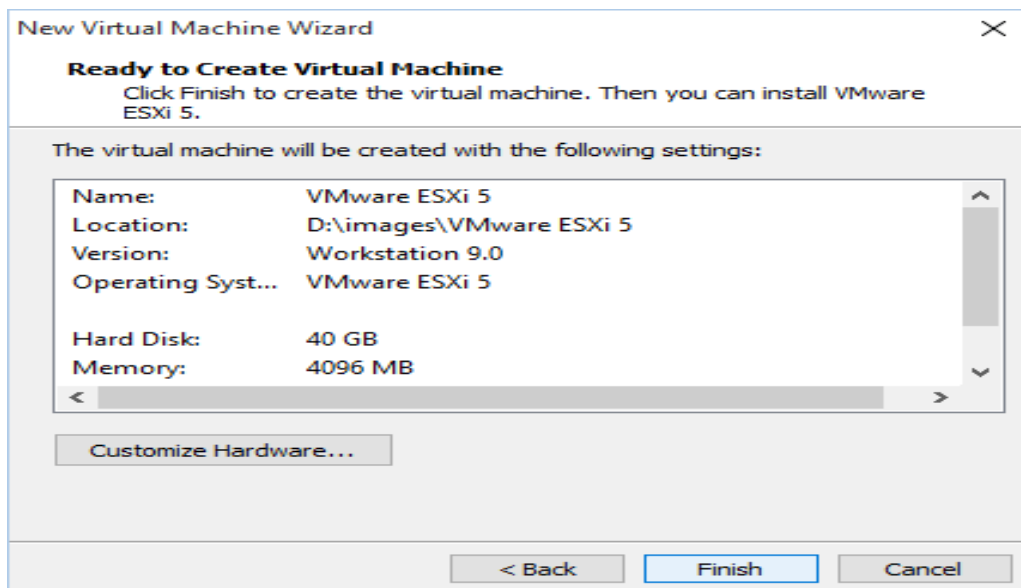 New Virtual Machine Wizard
Ready to Create Virtual Machine
Click Finish to create the virtual machine. Then you can install VMware
ESXi 5.
The virtual machine will be created with the following settings:
Name: VMware ESXi 5
Location: D:\images\VMware ESXi 5
Version: Workstation 9.0
Operating Syst... VMware ESXi 5
Hard Disk: 40 GB
Memory: 4096 MB
Customize Hardware...
< Back Finish Cancel